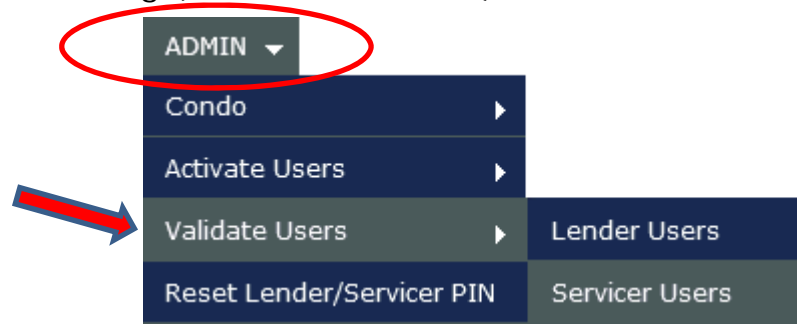 ADMIN
Condo
Activate Users
Validate Users
Lender Users
Reset Lender/Servicer PIN
Servicer Users